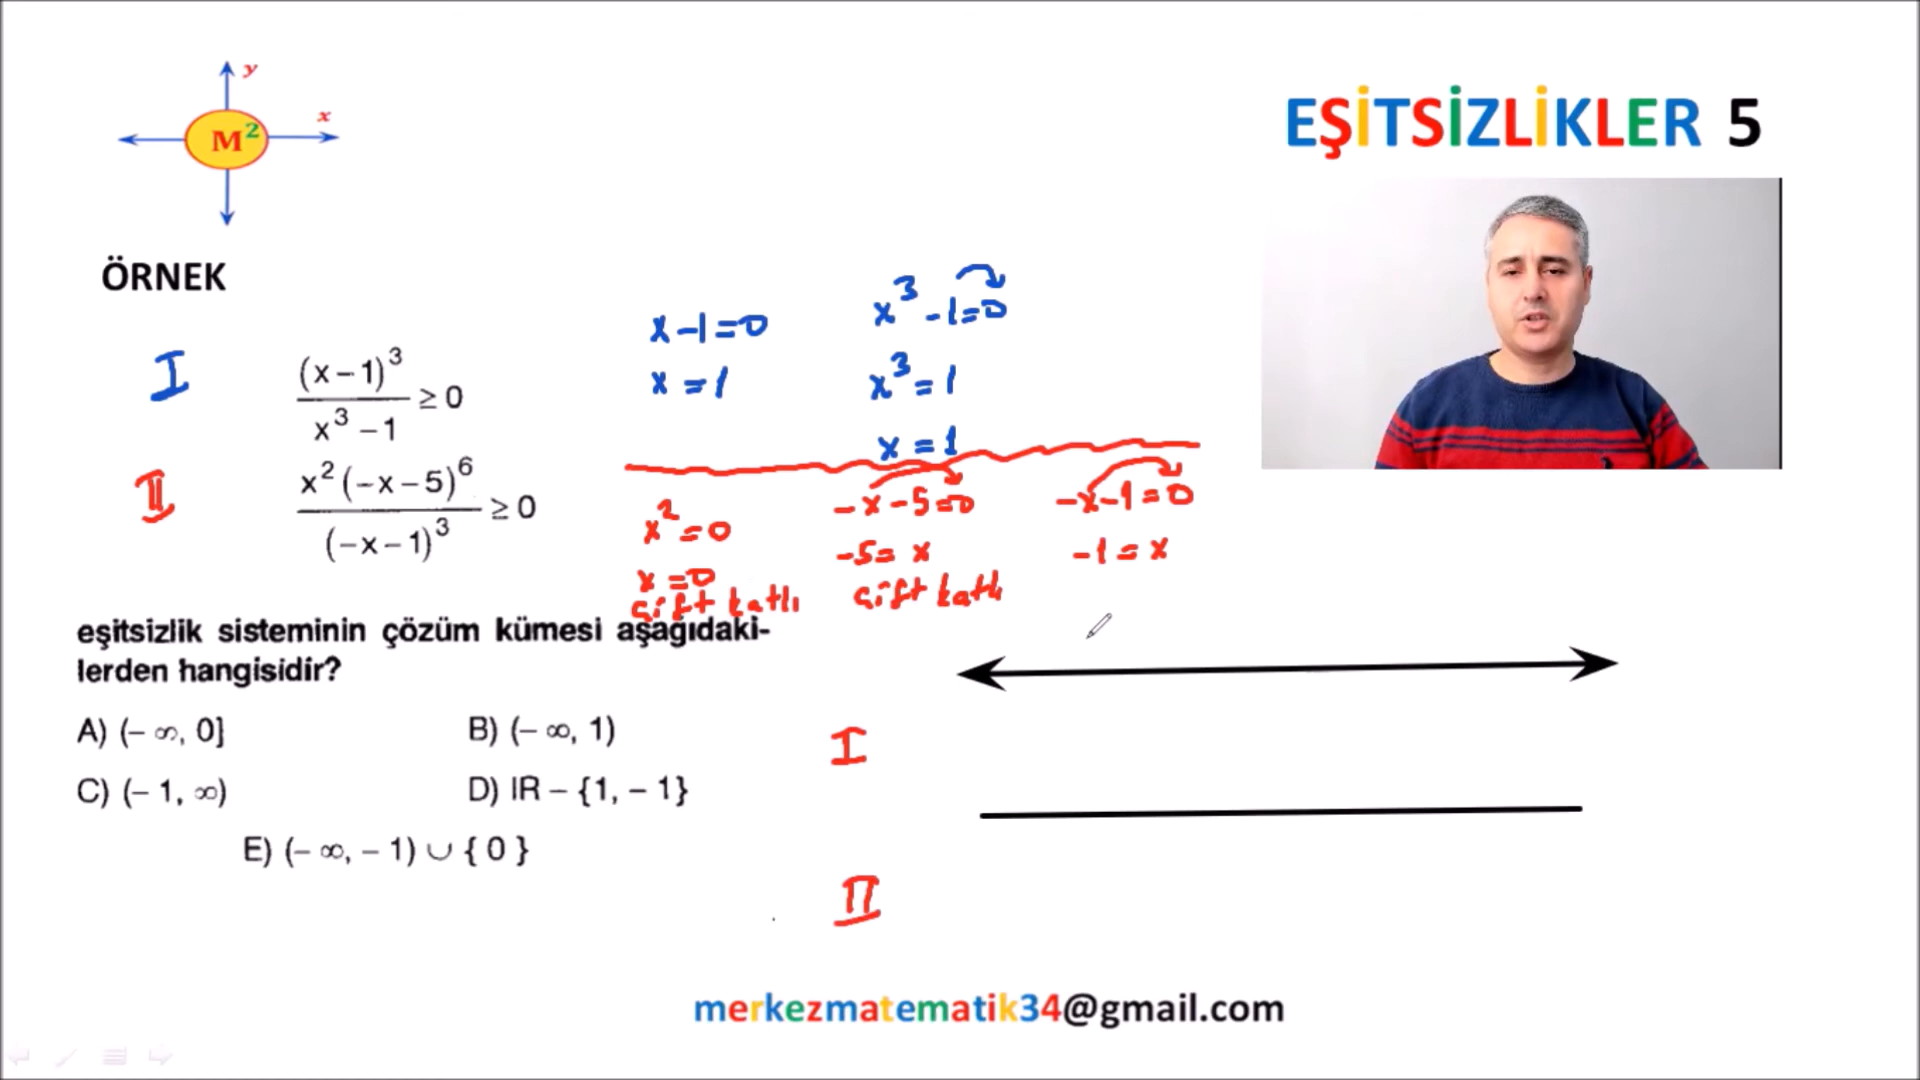 y
x
M²
EŞİTSİZLİKLER 5
ÖRNEK
I
(x-1)³ / x³-1 ≥ 0
II
x²(-x-5)⁶ / (-x-1)³ ≥ 0
x-1=0
x=1
x³-1=0
x³=1
x=1
x²=0
x=0
çift katlı
-x-5=0
-5=x
çift katlı
-x-1=0
-1=x
eşitsizlik sisteminin çözüm kümesi aşağıdaki-
lerden hangisidir?
A) (-∞, 0]
B) (-∞, 1)
C) (-1, ∞)
D) IR - {1, -1}
E) (-∞, -1) ∪ { 0 }
I
II
merkezmatematik34@gmail.com